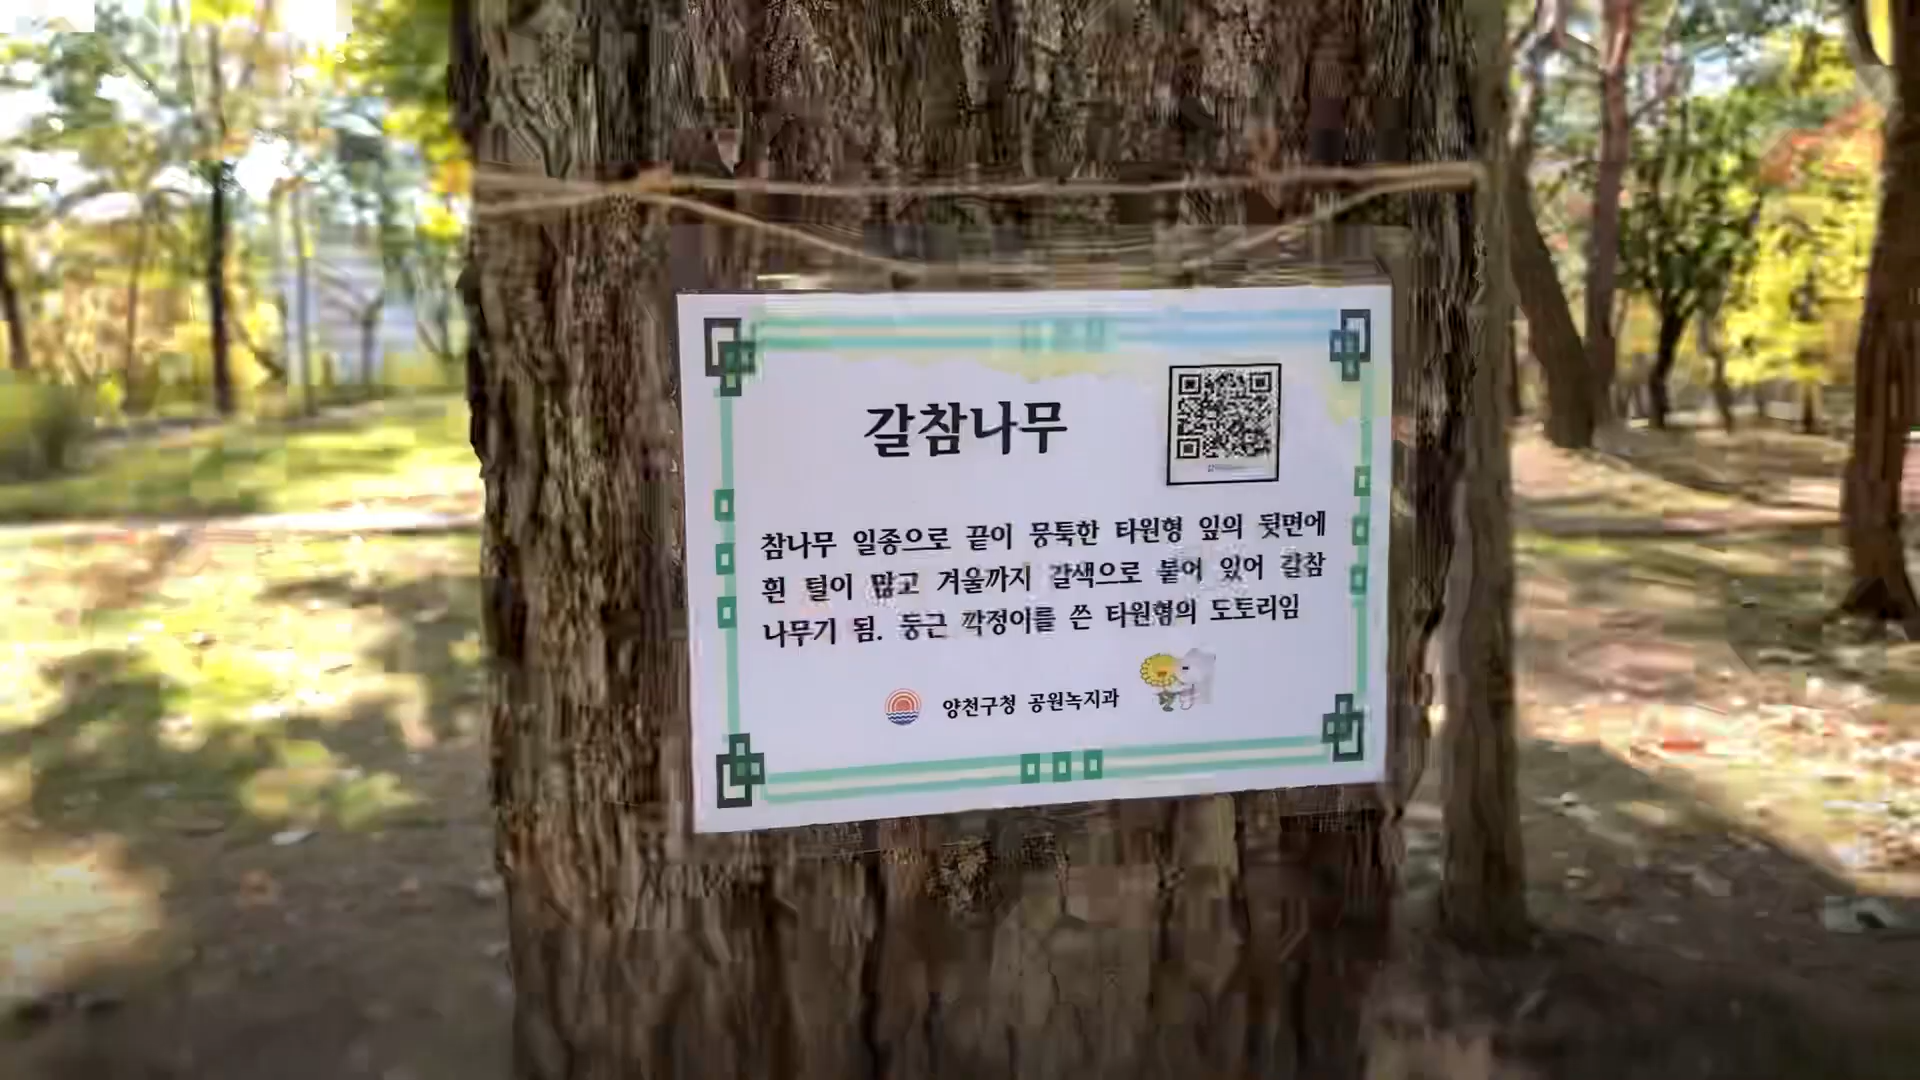 갈참나무
참나무 일종으로 끝이 뭉툭한 타원형 잎의 뒷면에
흰 털이 많고 겨울까지 갈색으로 붙어 있어 갈참
나무기 됨. 둥근 깍정이를 쓴 타원형의 도토리임
양천구청 공원녹지과